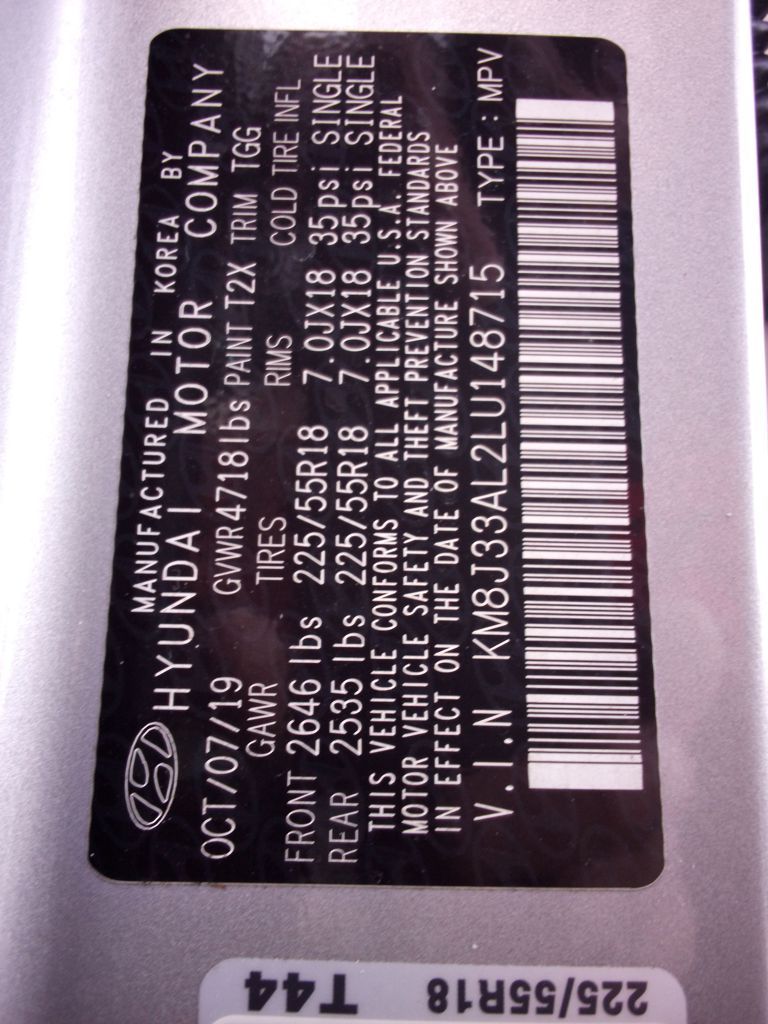 MANUFACTURED IN KOREA BY
HYUNDAI MOTOR COMPANY
OCT/07/19 GVWR4718lbs PAINT T2X TRIM TGG
GAWR TIRES RIMS COLD TIRE INFL
FRONT 2646 lbs 225/55R18 7.0JX18 35psi SINGLE
REAR 2535 lbs 225/55R18 7.0JX18 35psi SINGLE
THIS VEHICLE CONFORMS TO ALL APPLICABLE U.S.A. FEDERAL
MOTOR VEHICLE SAFETY AND THEFT PREVENTION STANDARDS
IN EFFECT ON THE DATE OF MANUFACTURE SHOWN ABOVE
V.I.N KM8J33AL2LU148715 TYPE : MPV
225/55R18 T44